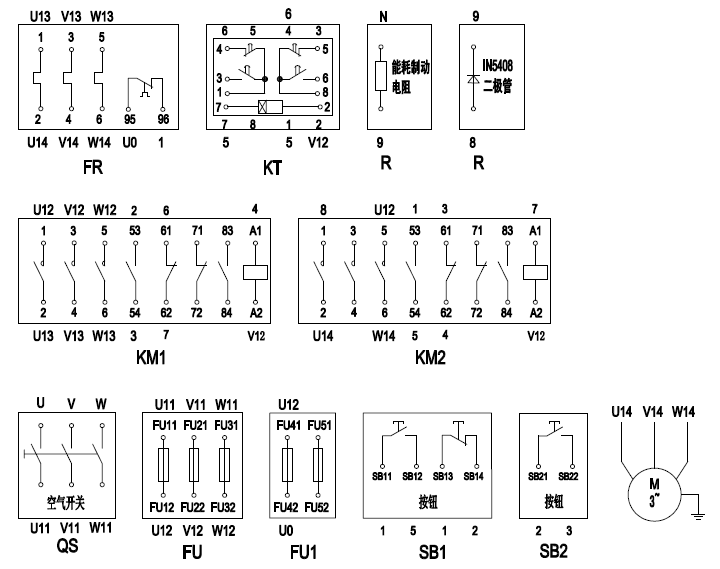 U13 V13 W13
1 3 5
2 4 6 95 96
U14 V14 W14 U0 1
FR
6
6 5 4 3
4 5
3 6
1 8
7 2
7 8 1 2
5 5 V12
KT
N
能耗制动
电阻
9
R
9
IN5408
二极管
8
R
U12 V12 W12 2 6 4
1 3 5 53 61 71 83 A1
2 4 6 54 62 72 84 A2
U13 V13 W13 3 7 V12
KM1
8 U12 1 3 7
1 3 5 53 61 71 83 A1
2 4 6 54 62 72 84 A2
U14 W14 5 4 V12
KM2
U V W
空气开关
U11 V11 W11
QS
U11 V11 W11
FU11 FU21 FU31
FU12 FU22 FU32
U12 V12 W12
FU
U12
FU41 FU51
FU42 FU52
U0
FU1
SB11 SB12 SB13 SB14
按钮
1 5 1 2
SB1
SB21 SB22
按钮
2 3
SB2
U14 V14 W14
M
3~